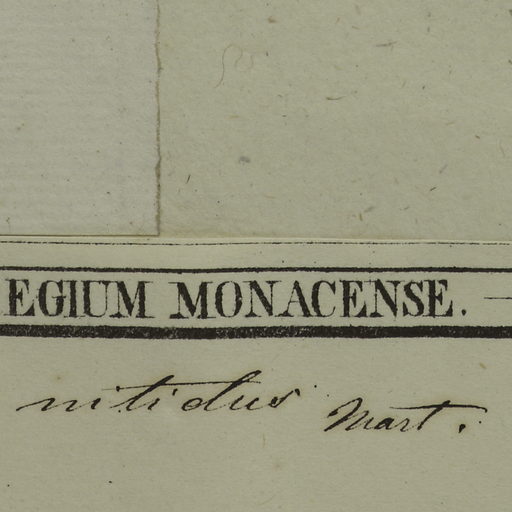 EGIUM MONACENSE. —
nitidus Mart.